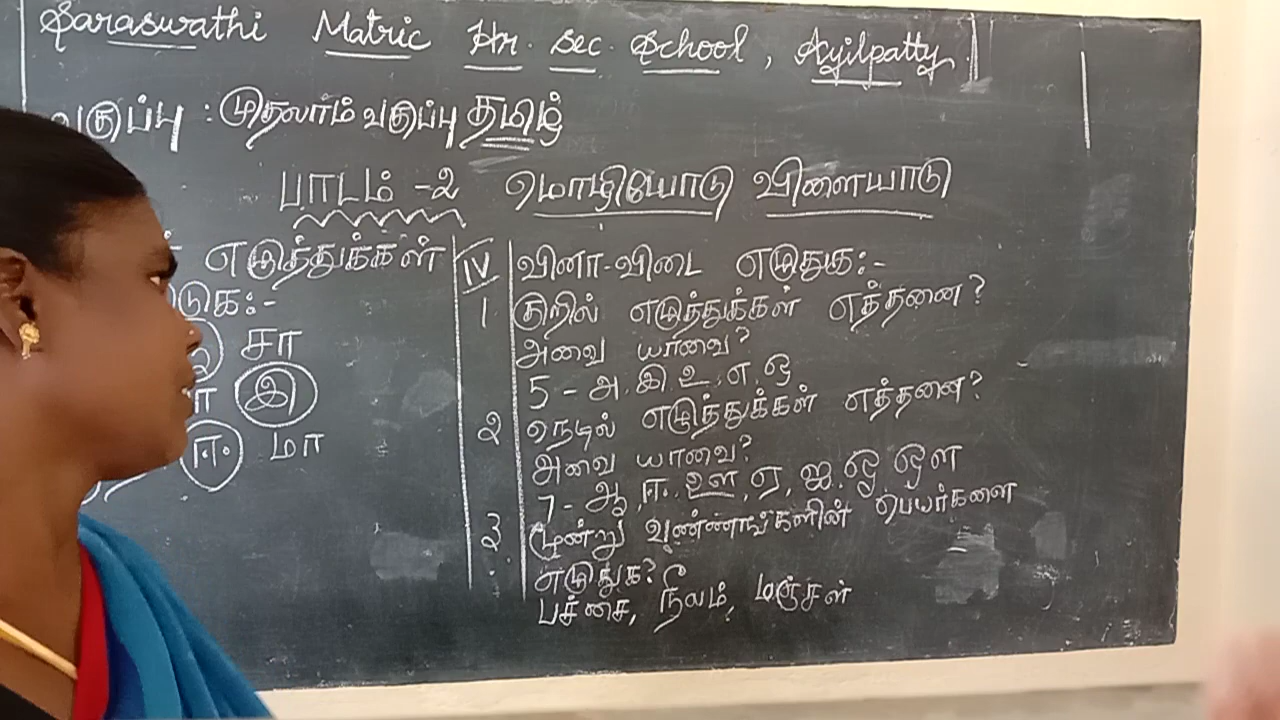 Saraswathi Matric Hr. Sec. School, Ayilpatty.
வகுப்பு : முதலாம் வகுப்பு தமிழ்
பாடம் -2 மொழியோடு விளையாடு
எழுத்துக்கள்
டுக:-
சா
இ
ஈ மா
IV வினா-விடை எழுதுக:-
1 குறில் எழுத்துக்கள் எத்தனை?
அவை யாவை?
5 - அ, இ, உ, எ, ஒ
2 நெடில் எழுத்துக்கள் எத்தனை?
அவை யாவை?
7 - ஆ, ஈ, ஊ, ஏ, ஐ, ஓ, ஔ
3. மூன்று வண்ணங்களின் பெயர்களை
எழுதுக?
பச்சை, நீலம், மஞ்சள்